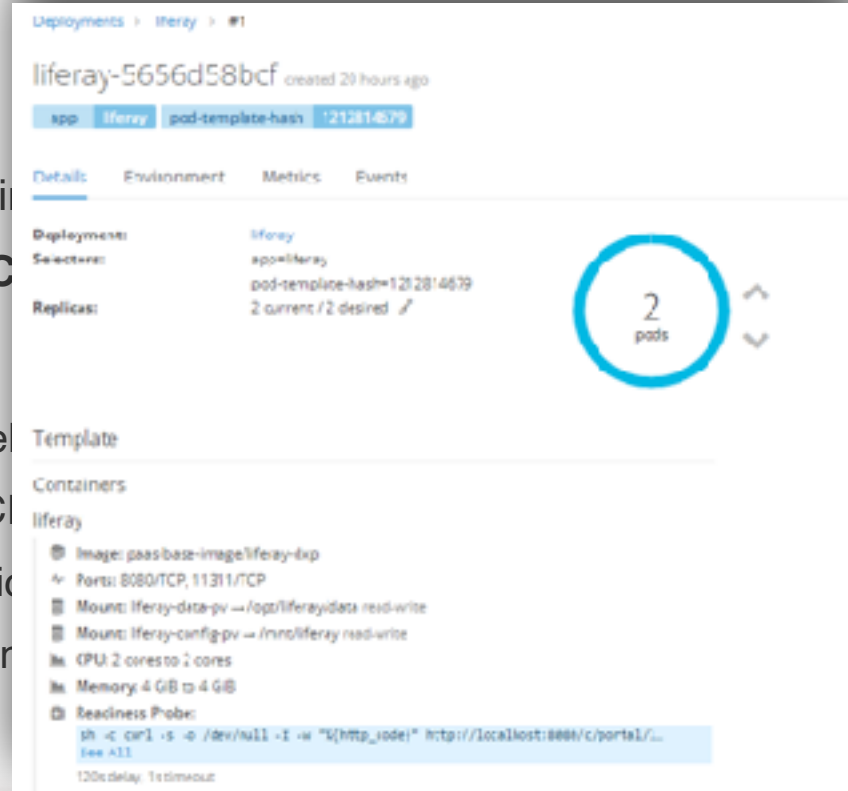 Deployments > liferay > #1
liferay-5656d58bcf created 20 hours ago
app liferay pod-template-hash 1212814679
Details Environment Metrics Events
Deployment: liferay
Selectors: app=liferay
pod-template-hash=1212814679
Replicas: 2 current / 2 desired
2
pods
Template
Containers
liferay
Image: paas-base-image/liferay-dxp
Ports: 8080/TCP, 11311/TCP
Mount: liferay-data-pv → /opt/liferay/data read-write
Mount: liferay-config-pv → /mnt/liferay read-write
CPU: 2 cores to 2 cores
Memory: 4 GiB to 4 GiB
Readiness Probe:
sh -c curl -s -o /dev/null -I -w "%{http_code}" http://localhost:8080/c/portal/...
See All
120s delay, 1s timeout